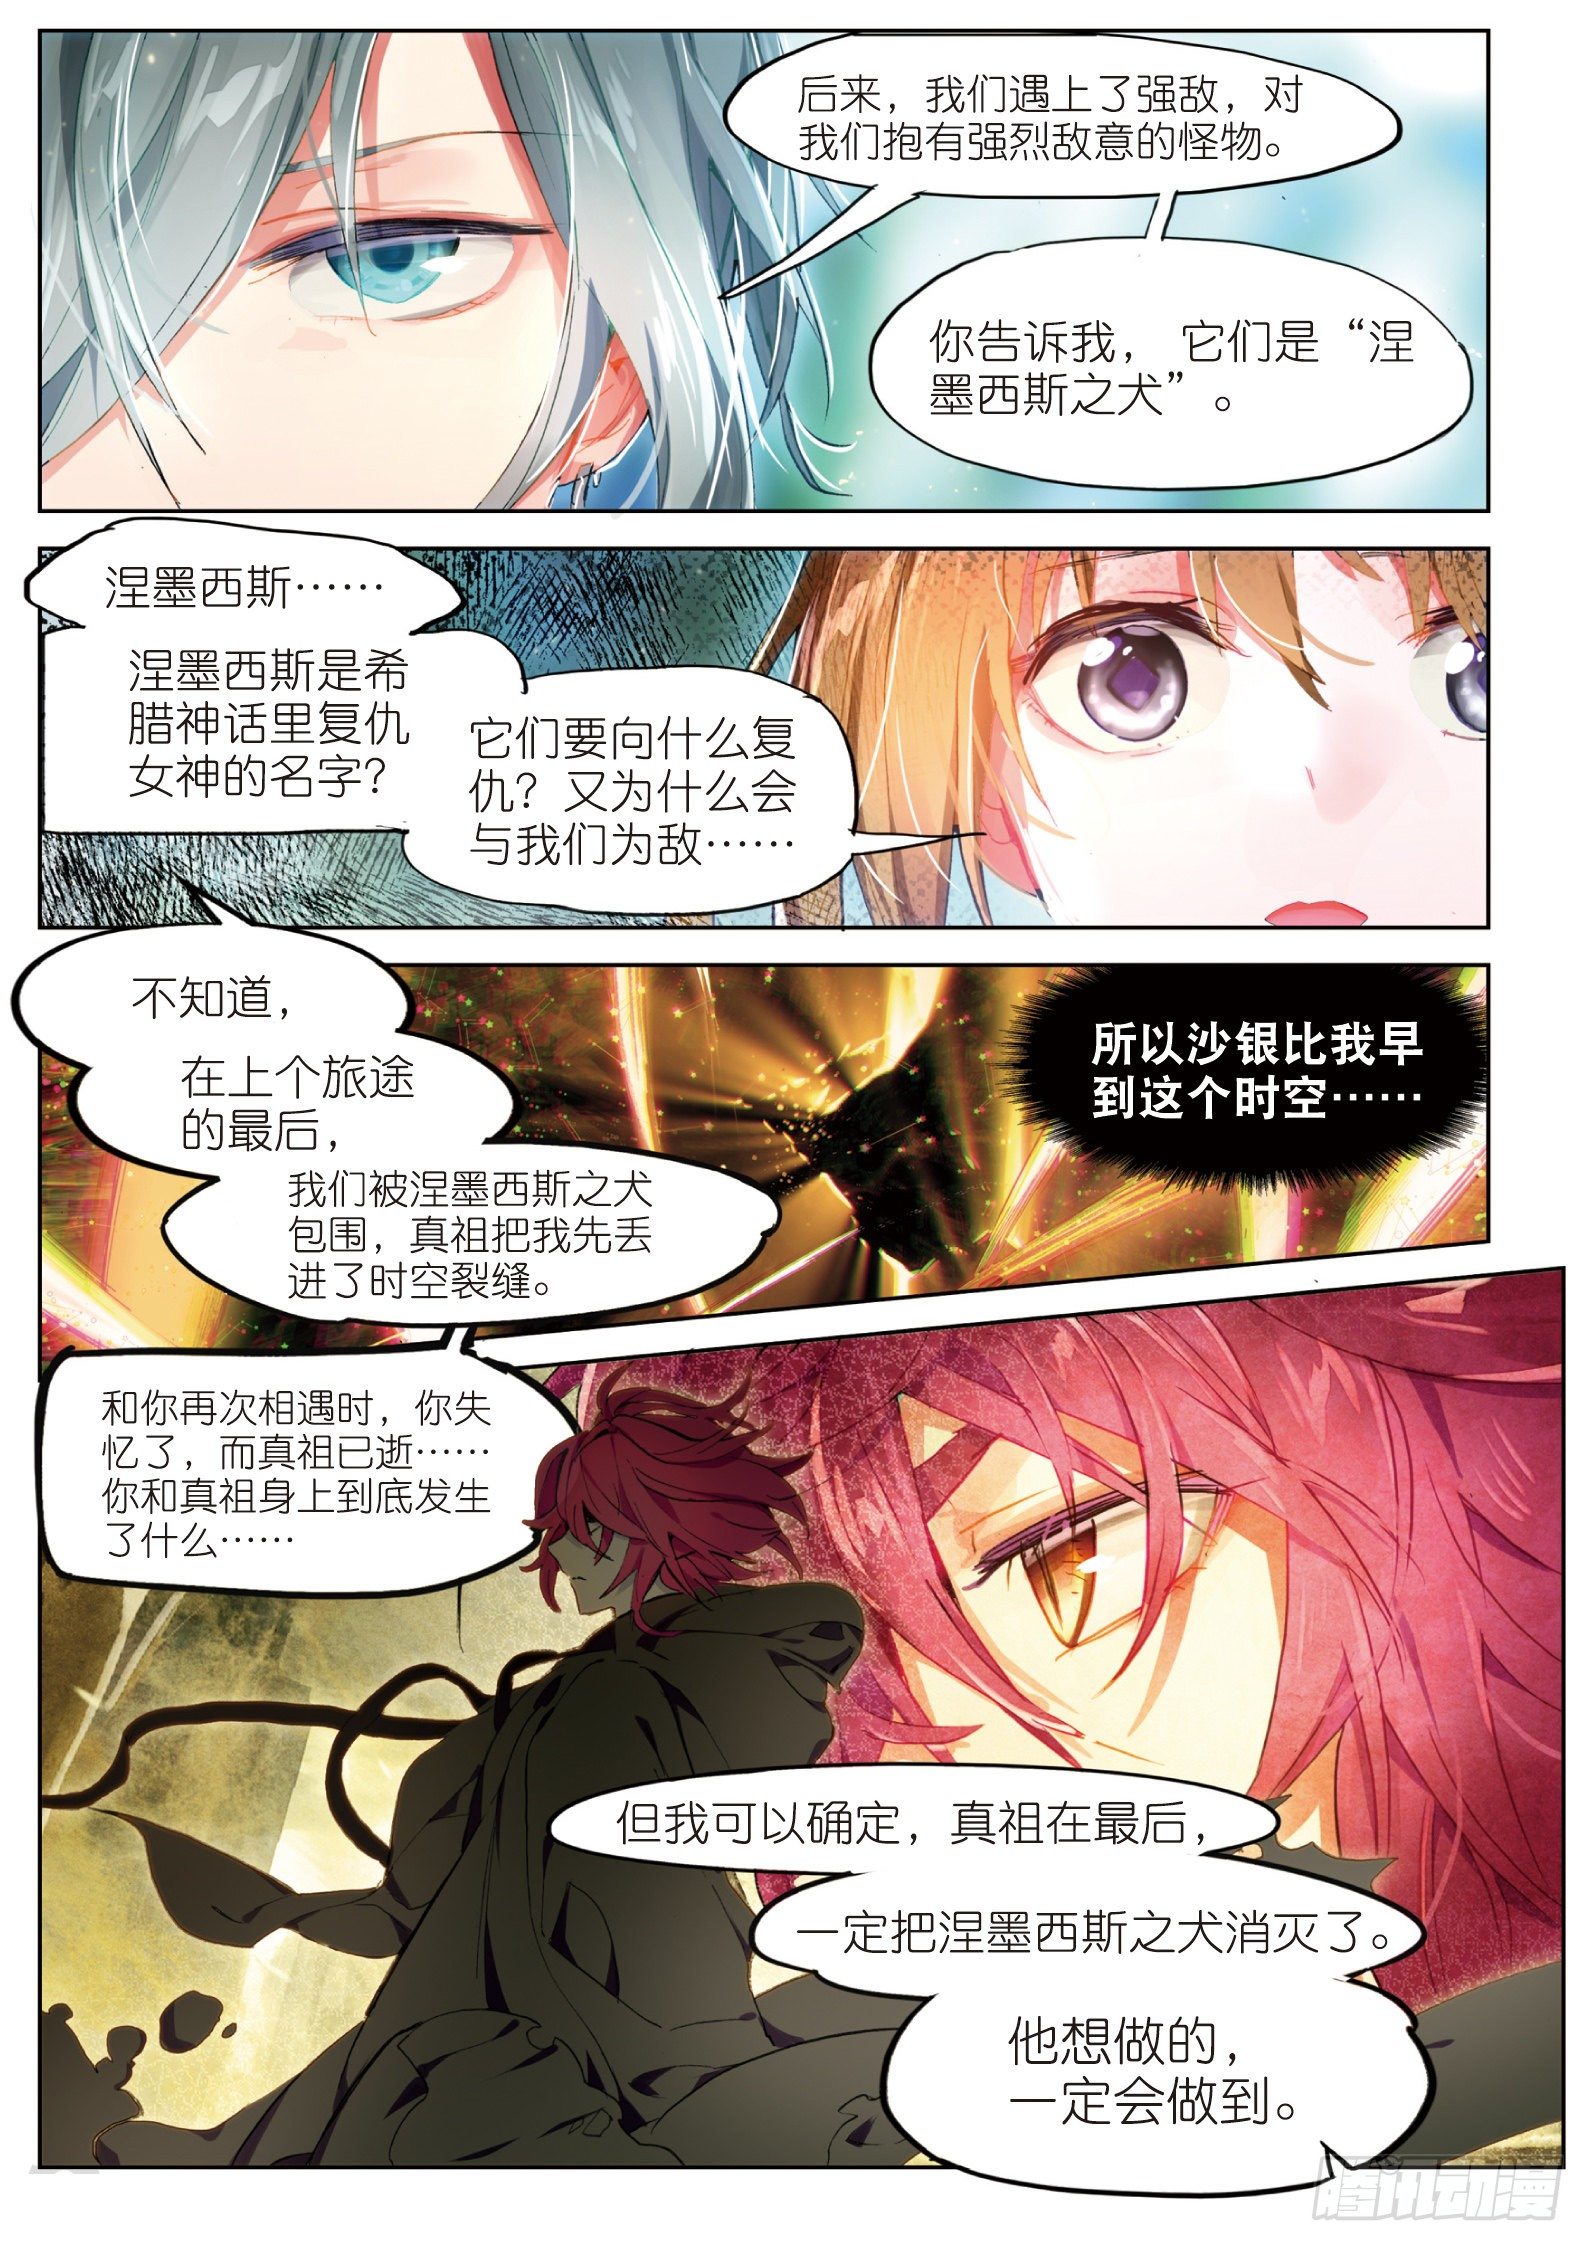 后来，我们遇上了强敌，对
我们抱有强烈敌意的怪物。
你告诉我，它们是“涅
墨西斯之犬”。
涅墨西斯……
涅墨西斯是希
腊神话里复仇
女神的名字？
它们要向什么复
仇？又为什么会
与我们为敌……
不知道，
在上个旅途
的最后，
我们被涅墨西斯之犬
包围，真祖把我先丢
进了时空裂缝。
所以沙银比我早
到这个时空……
和你再次相遇时，你失
忆了，而真祖已逝……
你和真祖身上到底发生
了什么……
但我可以确定，真祖在最后，
一定把涅墨西斯之犬消灭了。
他想做的，
一定会做到。
腾讯动漫